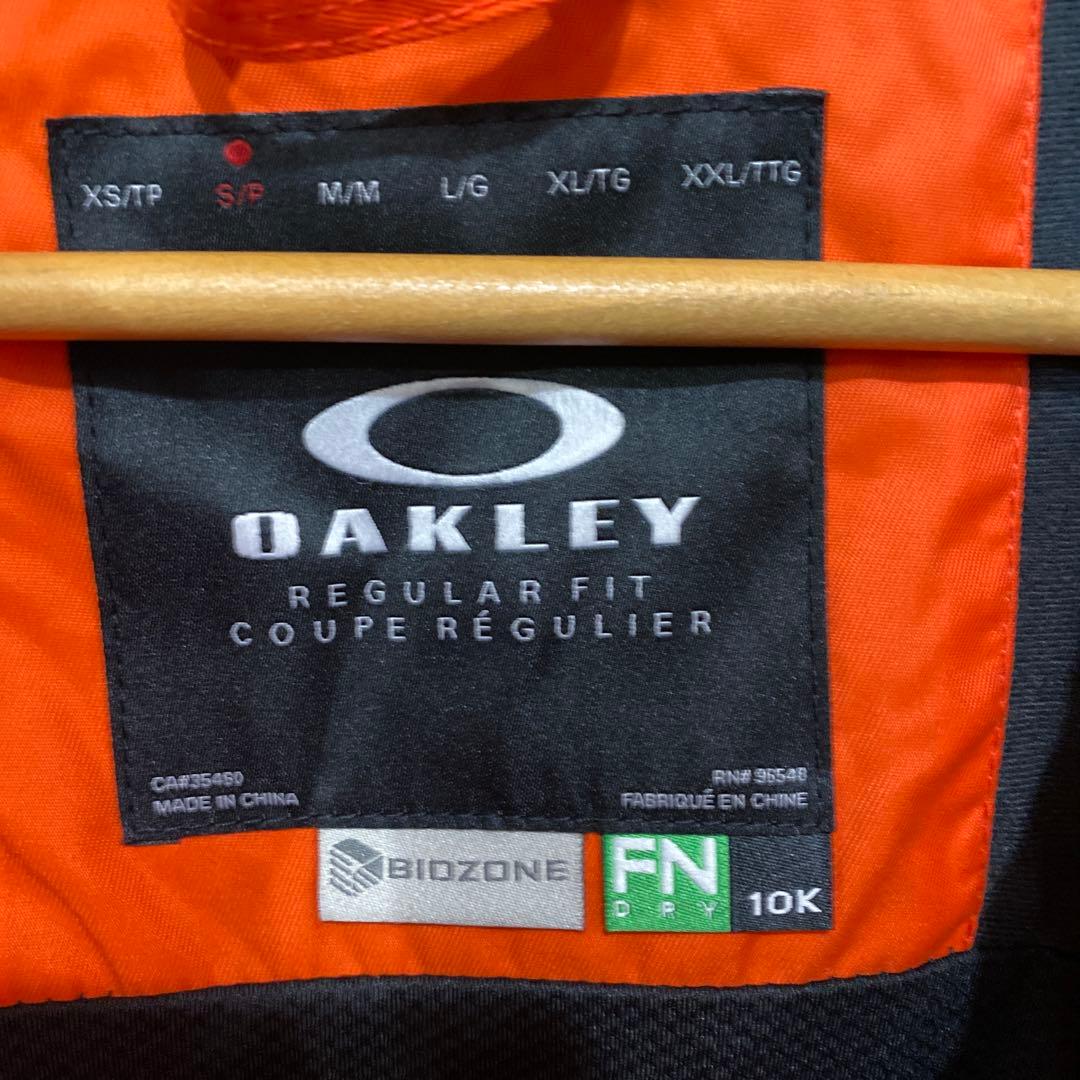 XS/TP S/P M/M L/G XL/TG XXL/TTG
OAKLEY
REGULAR FIT
COUPE RÉGULIER
CA#35460 RN# 96548
MADE IN CHINA FABRIQUÉ EN CHINE
BIOZONE FN 10K
DRY